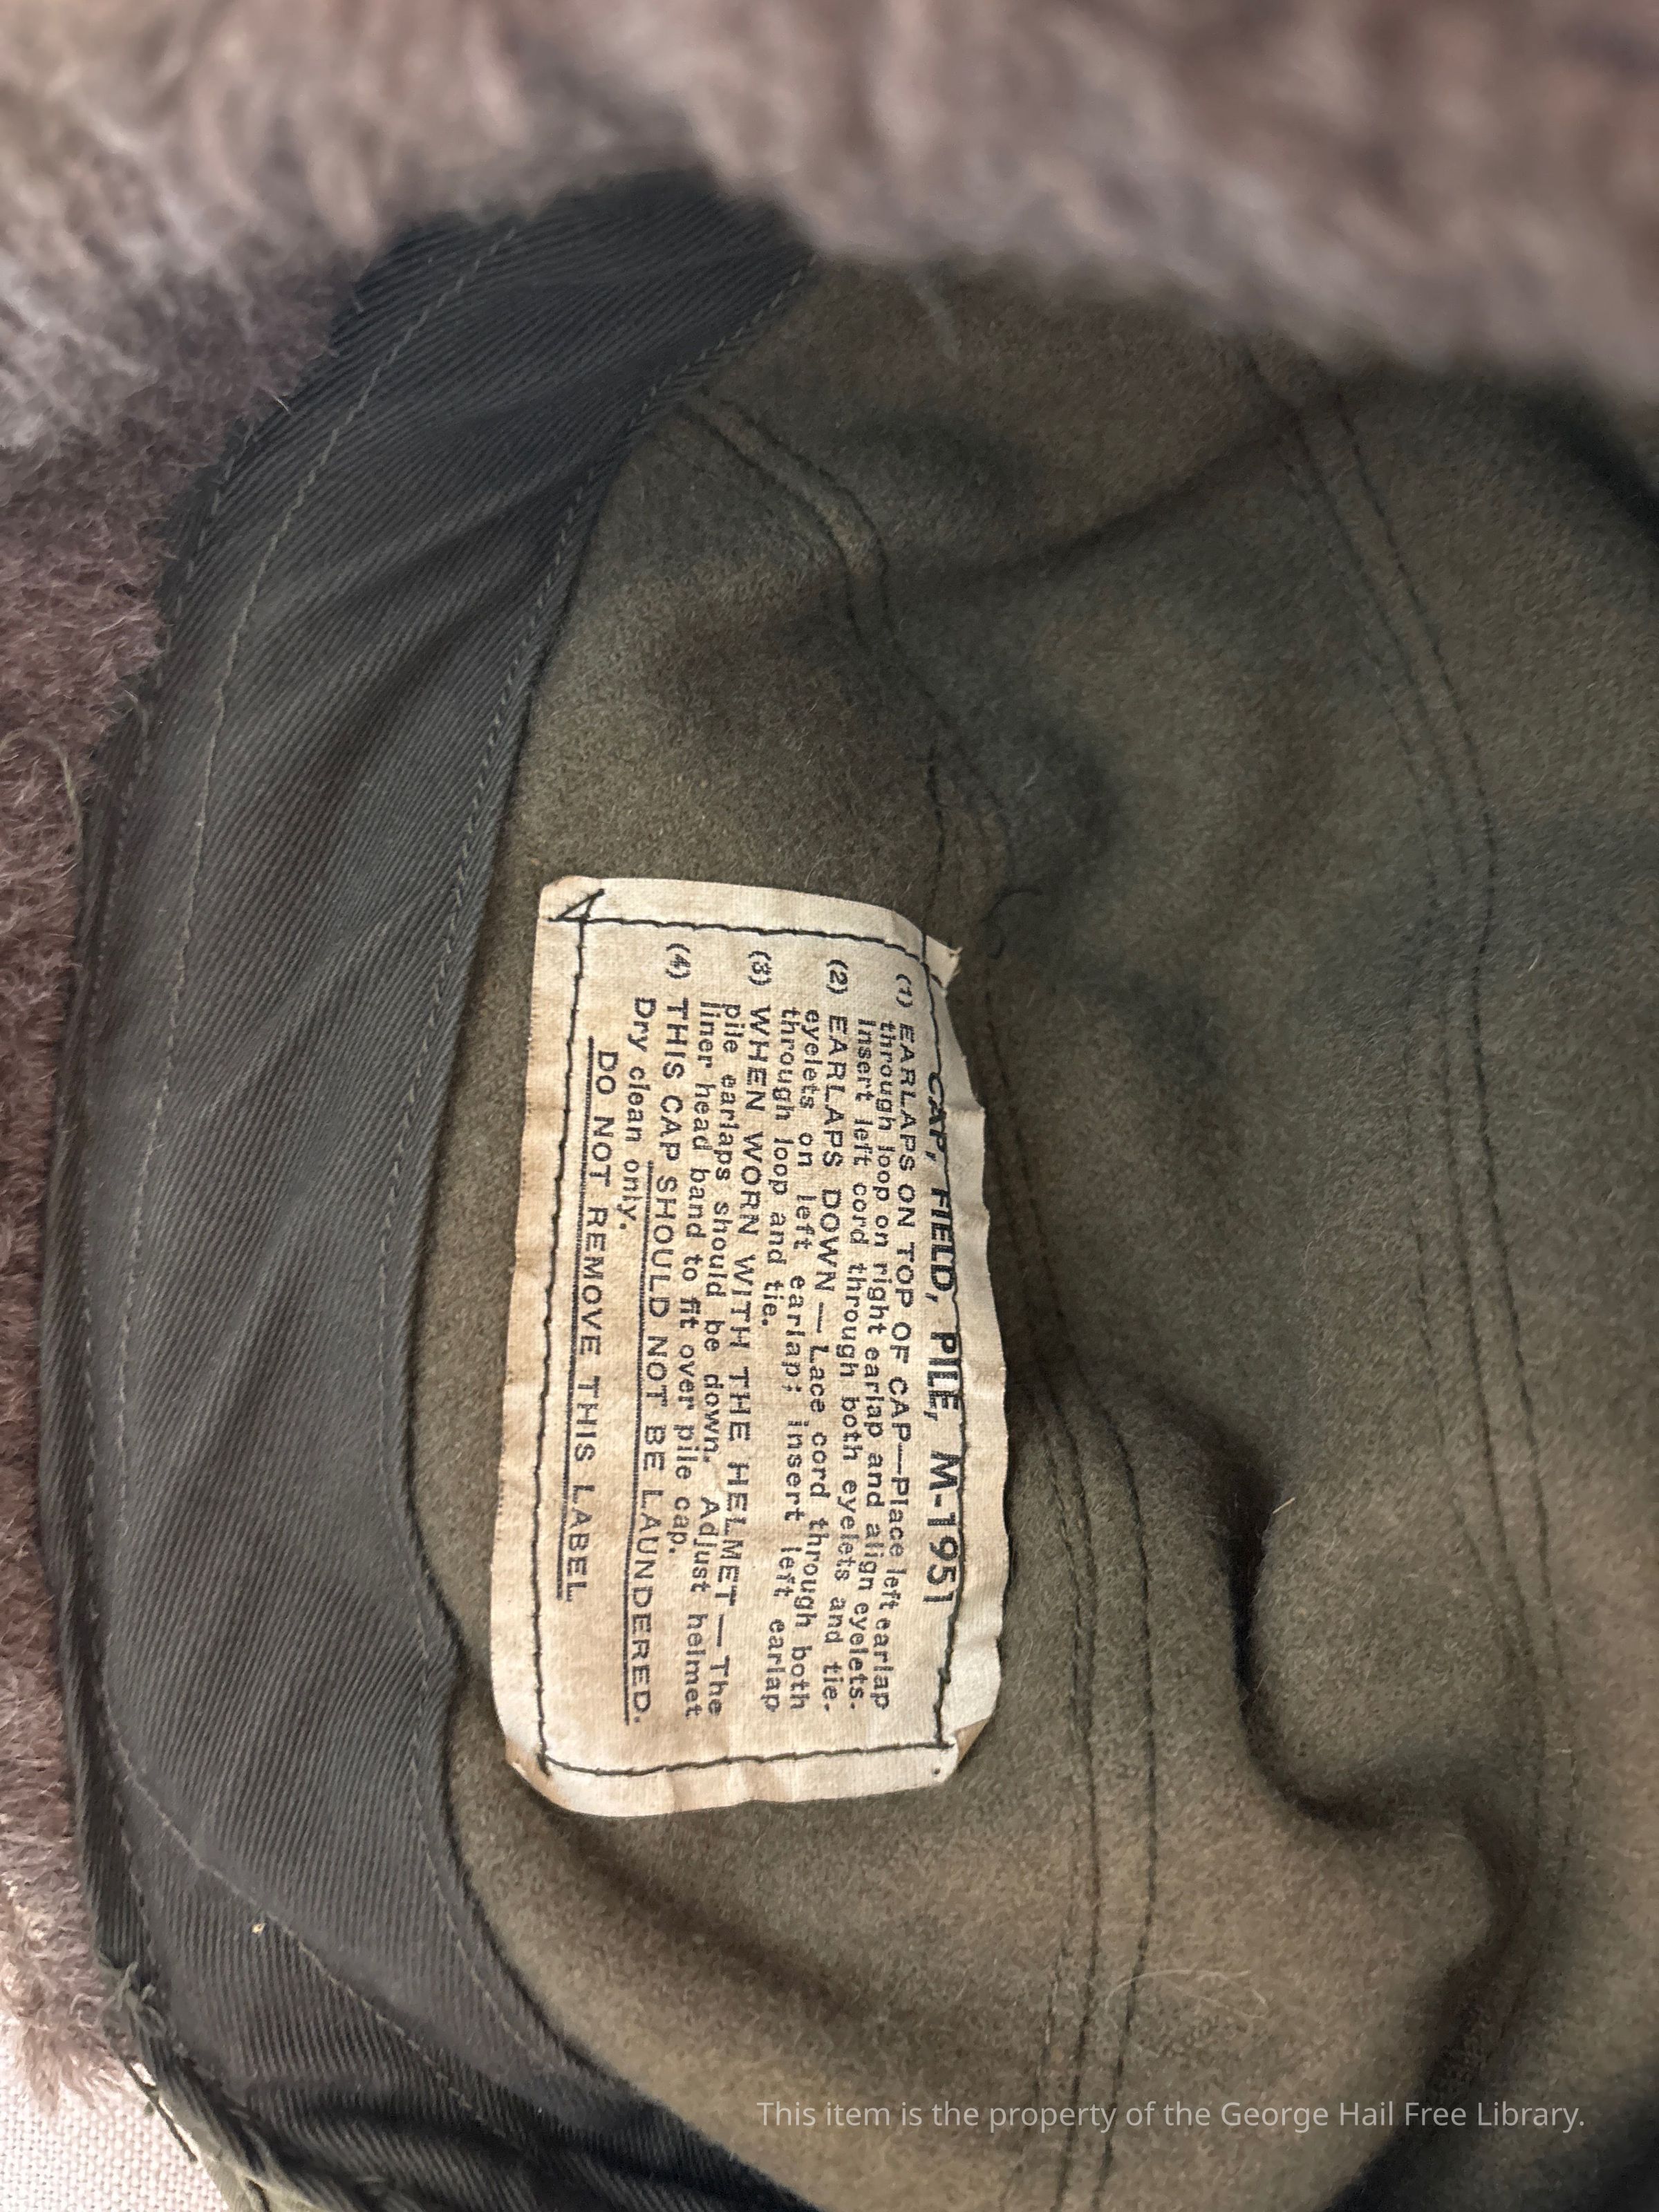 CAP, FIELD, PILE, M-1951
(1) EARLAPS ON TOP OF CAP—Place left earlap
through loop on right earlap and align eyelets.
Insert left cord through both eyelets and tie.
(2) EARLAPS DOWN — Lace cord through both
eyelets on left earlap; insert left earlap
through loop and tie.
(3) WHEN WORN WITH THE HELMET — The
pile earlaps should be down. Adjust helmet
liner head band to fit over pile cap.
(4) THIS CAP SHOULD NOT BE LAUNDERED.
Dry clean only.
DO NOT REMOVE THIS LABEL
This item is the property of the George Hail Free Library.